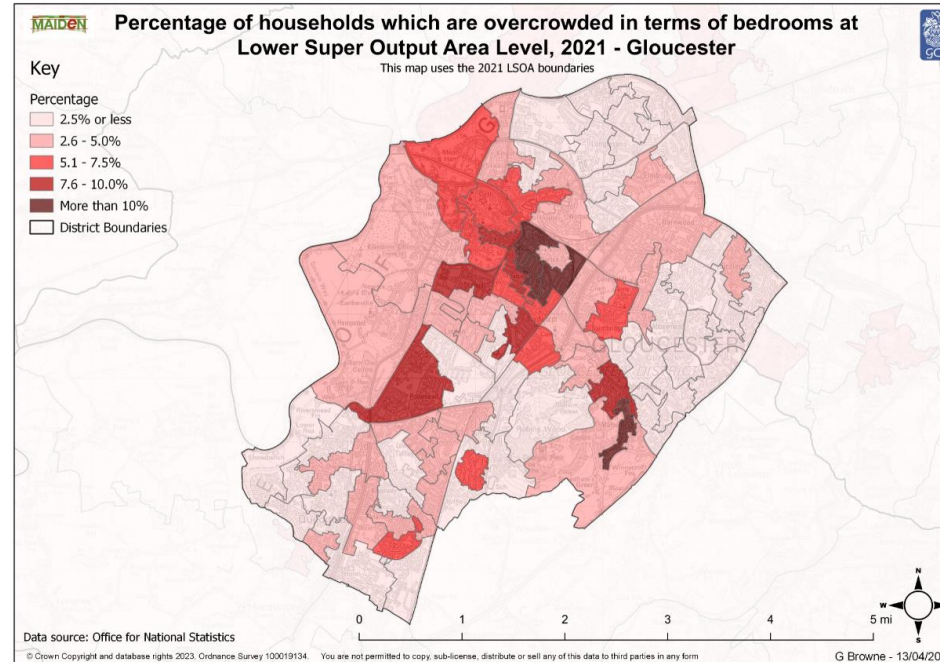 MAIDEN
Percentage of households which are overcrowded in terms of bedrooms at
Lower Super Output Area Level, 2021 - Gloucester
This map uses the 2021 LSOA boundaries
Key
Percentage
2.5% or less
2.6 - 5.0%
5.1 - 7.5%
7.6 - 10.0%
More than 10%
District Boundaries
GLOUCESTER
N
W
S
0 1 2 3 4 5 mi
Data source: Office for National Statistics
© Crown Copyright and database rights 2023. Ordnance Survey 100019134. You are not permitted to copy, sub-license, distribute or sell any of this data to third parties in any form
G Browne - 13/04/20